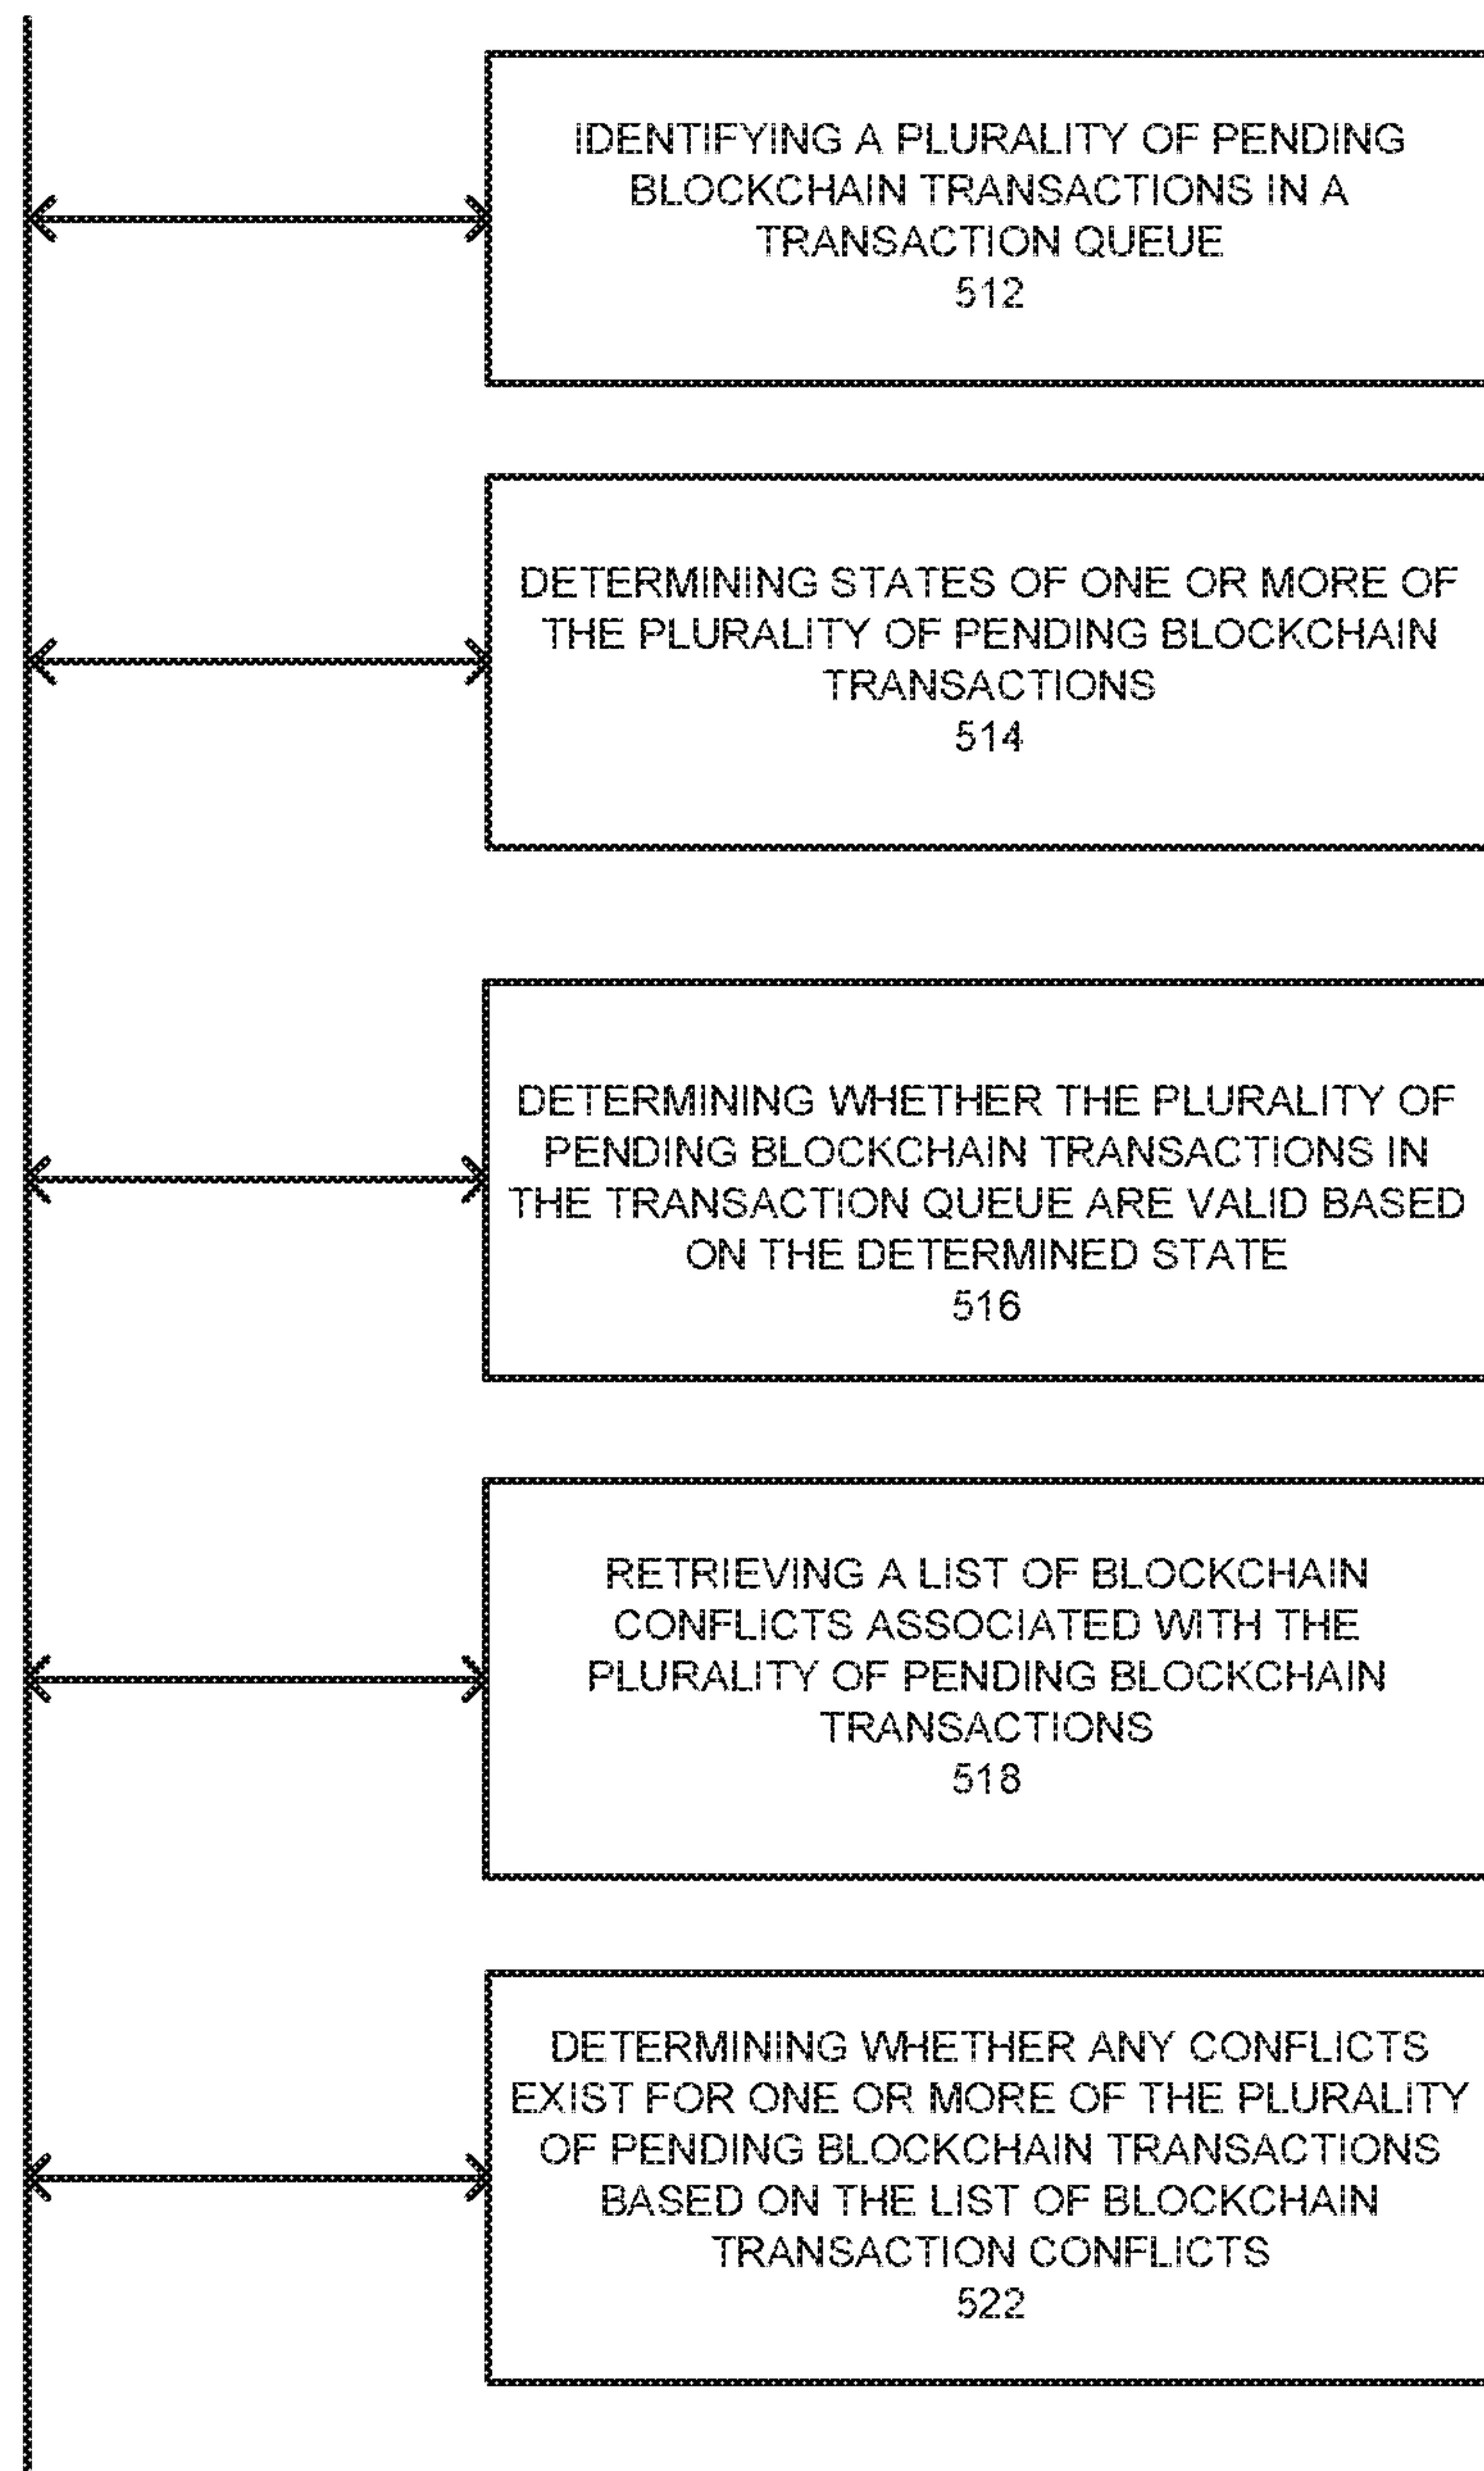 IDENTIFYING A PLURALITY OF PENDING
BLOCKCHAIN TRANSACTIONS IN A
TRANSACTION QUEUE
512
DETERMINING STATES OF ONE OR MORE OF
THE PLURALITY OF PENDING BLOCKCHAIN
TRANSACTIONS
514
DETERMINING WHETHER THE PLURALITY OF
PENDING BLOCKCHAIN TRANSACTIONS IN
THE TRANSACTION QUEUE ARE VALID BASED
ON THE DETERMINED STATE
516
RETRIEVING A LIST OF BLOCKCHAIN
CONFLICTS ASSOCIATED WITH THE
PLURALITY OF PENDING BLOCKCHAIN
TRANSACTIONS
518
DETERMINING WHETHER ANY CONFLICTS
EXIST FOR ONE OR MORE OF THE PLURALITY
OF PENDING BLOCKCHAIN TRANSACTIONS
BASED ON THE LIST OF BLOCKCHAIN
TRANSACTION CONFLICTS
522